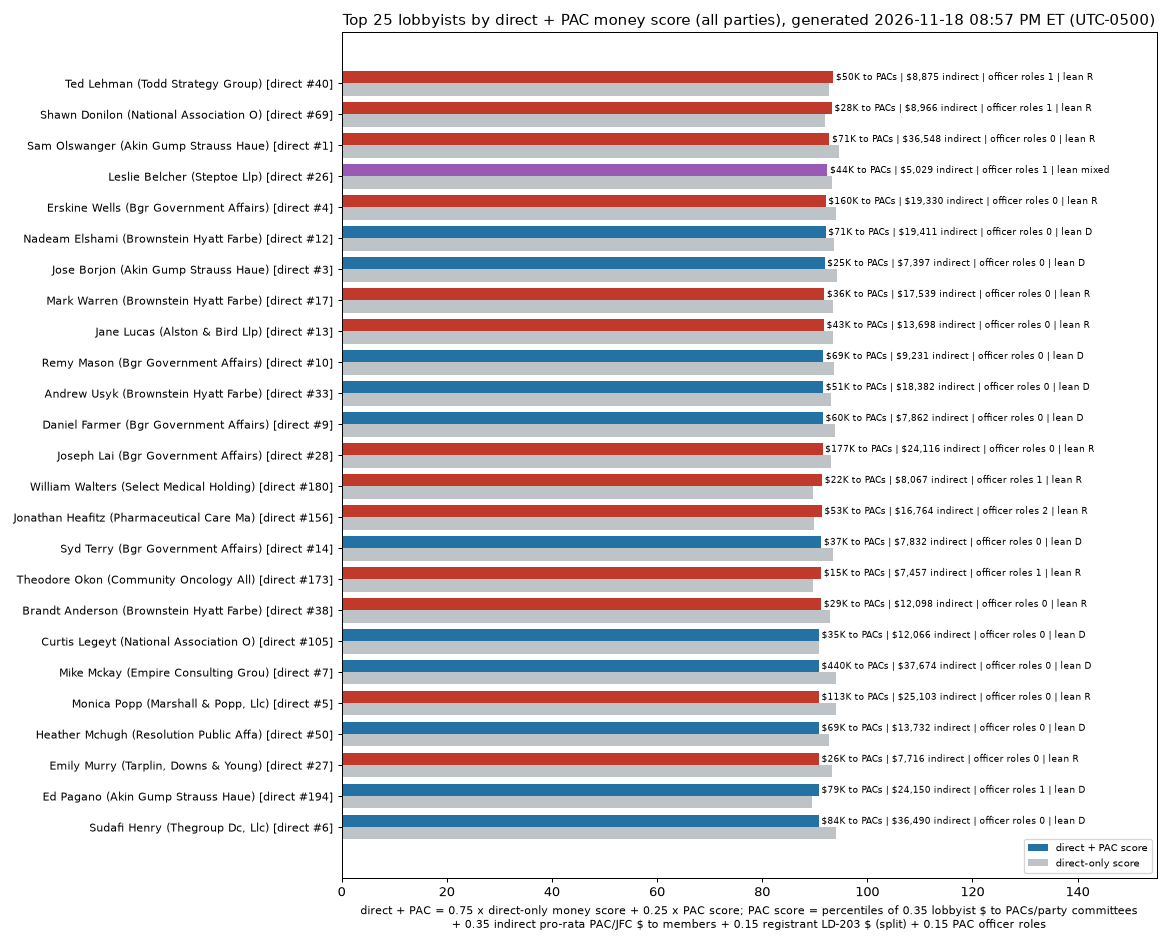 Top 25 lobbyists by direct + PAC money score (all parties), generated 2026-11-18 08:57 PM ET (UTC-0500)
Ted Lehman (Todd Strategy Group) [direct #40] $50K to PACs | $8,875 indirect | officer roles 1 | lean R
Shawn Donilon (National Association O) [direct #69] $28K to PACs | $8,966 indirect | officer roles 1 | lean R
Sam Olswanger (Akin Gump Strauss Haue) [direct #1] $71K to PACs | $36,548 indirect | officer roles 0 | lean R
Leslie Belcher (Steptoe Llp) [direct #26] $44K to PACs | $5,029 indirect | officer roles 1 | lean mixed
Erskine Wells (Bgr Government Affairs) [direct #4] $160K to PACs | $19,330 indirect | officer roles 0 | lean R
Nadeam Elshami (Brownstein Hyatt Farbe) [direct #12] $71K to PACs | $19,411 indirect | officer roles 0 | lean D
Jose Borjon (Akin Gump Strauss Haue) [direct #3] $25K to PACs | $7,397 indirect | officer roles 0 | lean D
Mark Warren (Brownstein Hyatt Farbe) [direct #17] $36K to PACs | $17,539 indirect | officer roles 0 | lean R
Jane Lucas (Alston & Bird Llp) [direct #13] $43K to PACs | $13,698 indirect | officer roles 0 | lean R
Remy Mason (Bgr Government Affairs) [direct #10] $69K to PACs | $9,231 indirect | officer roles 0 | lean D
Andrew Usyk (Brownstein Hyatt Farbe) [direct #33] $51K to PACs | $18,382 indirect | officer roles 0 | lean D
Daniel Farmer (Bgr Government Affairs) [direct #9] $60K to PACs | $7,862 indirect | officer roles 0 | lean D
Joseph Lai (Bgr Government Affairs) [direct #28] $177K to PACs | $24,116 indirect | officer roles 0 | lean R
William Walters (Select Medical Holding) [direct #180] $22K to PACs | $8,067 indirect | officer roles 1 | lean R
Jonathan Heafitz (Pharmaceutical Care Ma) [direct #156] $53K to PACs | $16,764 indirect | officer roles 2 | lean R
Syd Terry (Bgr Government Affairs) [direct #14] $37K to PACs | $7,832 indirect | officer roles 0 | lean D
Theodore Okon (Community Oncology All) [direct #173] $15K to PACs | $7,457 indirect | officer roles 1 | lean R
Brandt Anderson (Brownstein Hyatt Farbe) [direct #38] $29K to PACs | $12,098 indirect | officer roles 0 | lean R
Curtis Legeyt (National Association O) [direct #105] $35K to PACs | $12,066 indirect | officer roles 0 | lean D
Mike Mckay (Empire Consulting Grou) [direct #7] $440K to PACs | $37,674 indirect | officer roles 0 | lean D
Monica Popp (Marshall & Popp, Llc) [direct #5] $113K to PACs | $25,103 indirect | officer roles 0 | lean R
Heather Mchugh (Resolution Public Affa) [direct #50] $69K to PACs | $13,732 indirect | officer roles 0 | lean D
Emily Murry (Tarplin, Downs & Young) [direct #27] $26K to PACs | $7,716 indirect | officer roles 0 | lean R
Ed Pagano (Akin Gump Strauss Haue) [direct #194] $79K to PACs | $24,150 indirect | officer roles 1 | lean D
Sudafi Henry (Thegroup Dc, Llc) [direct #6] $84K to PACs | $36,490 indirect | officer roles 0 | lean D
direct + PAC score
direct-only score
0 20 40 60 80 100 120 140
direct + PAC = 0.75 x direct-only money score + 0.25 x PAC score; PAC score = percentiles of 0.35 lobbyist $ to PACs/party committees
+ 0.35 indirect pro-rata PAC/JFC $ to members + 0.15 registrant LD-203 $ (split) + 0.15 PAC officer roles